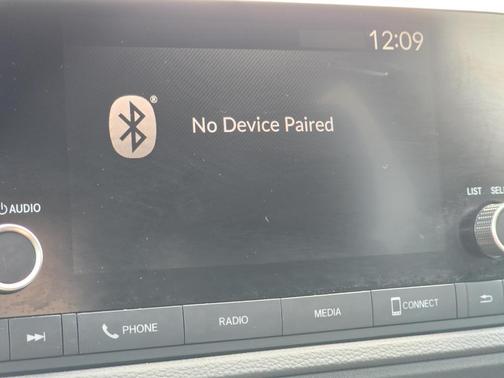 12:09
No Device Paired
AUDIO
LIST
PHONE
RADIO
MEDIA
CONNECT